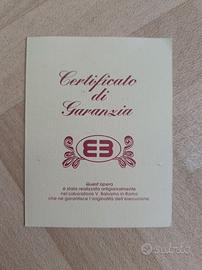 Certificato
di
Garanzia
EB
Quest'opera
è stata realizzata artigianalmente
nel laboratorio V. Balsamo in Roma
che ne garantisce l'originalità dell'esecuzione.
subito